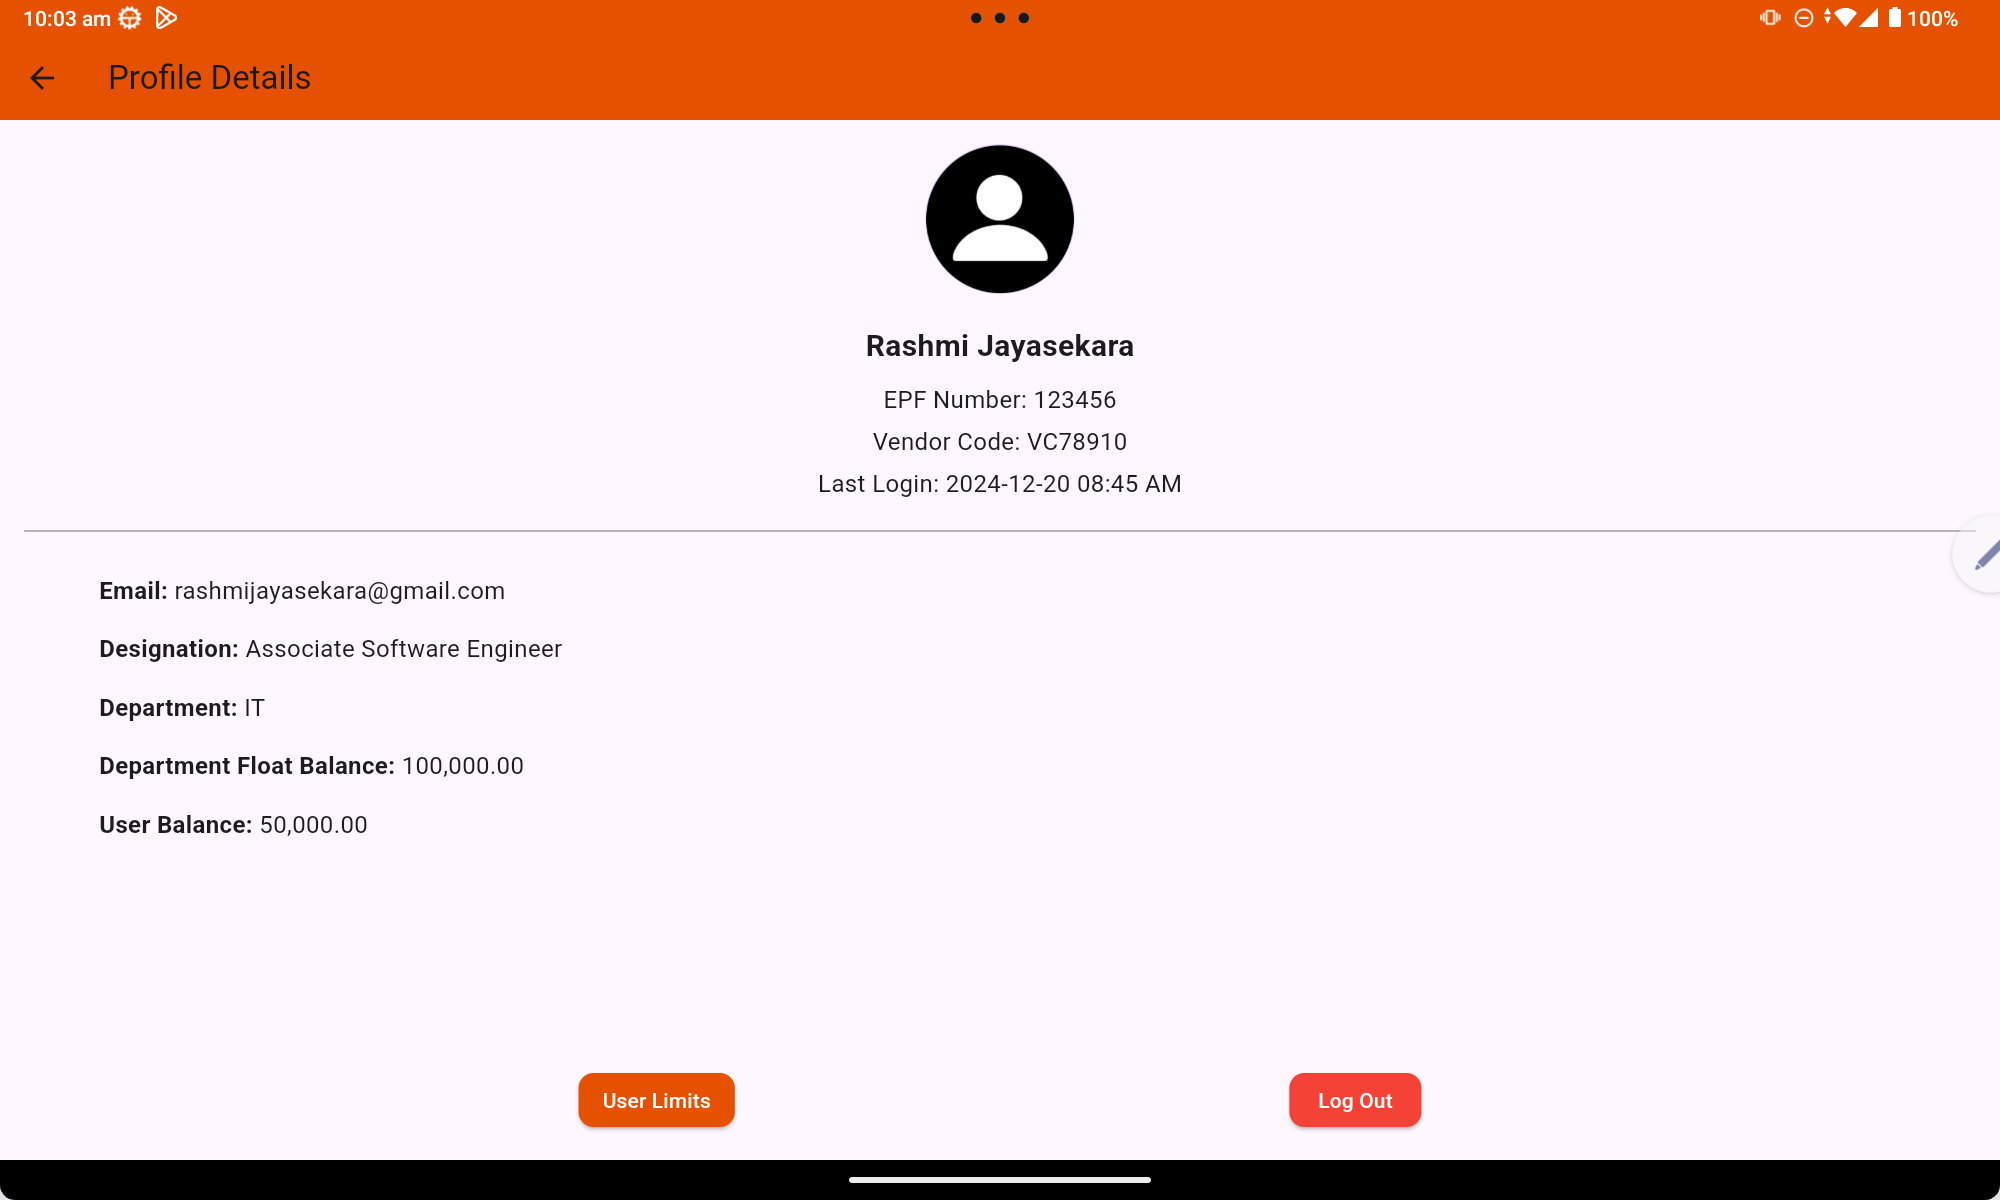 10:03 am
100%
Profile Details
Rashmi Jayasekara
EPF Number: 123456
Vendor Code: VC78910
Last Login: 2024-12-20 08:45 AM
Email: rashmijayasekara@gmail.com
Designation: Associate Software Engineer
Department: IT
Department Float Balance: 100,000.00
User Balance: 50,000.00
User Limits
Log Out